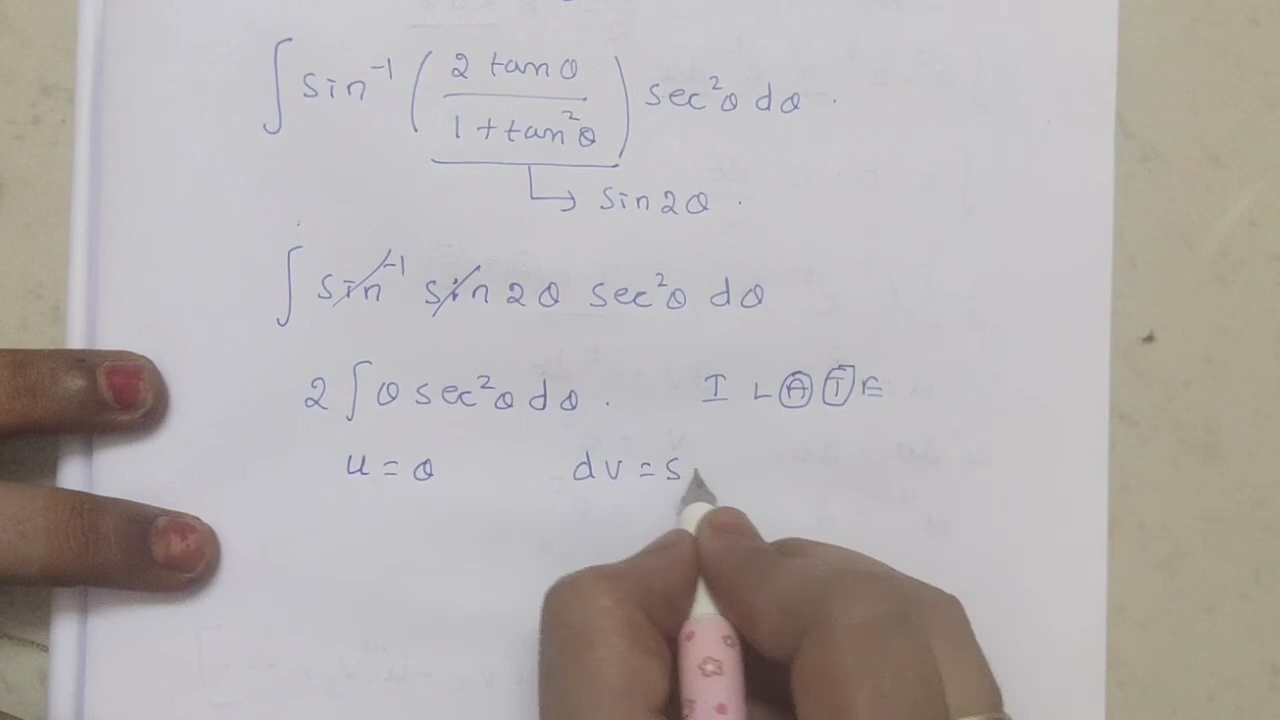 ∫ sin⁻¹ ( 2 tanθ / 1 + tan²θ ) sec²θ dθ .
↳ sin 2θ .
∫ sin⁻¹ sin 2θ sec²θ dθ
2 ∫ θ sec²θ dθ . I L A T E
u = θ dv = s